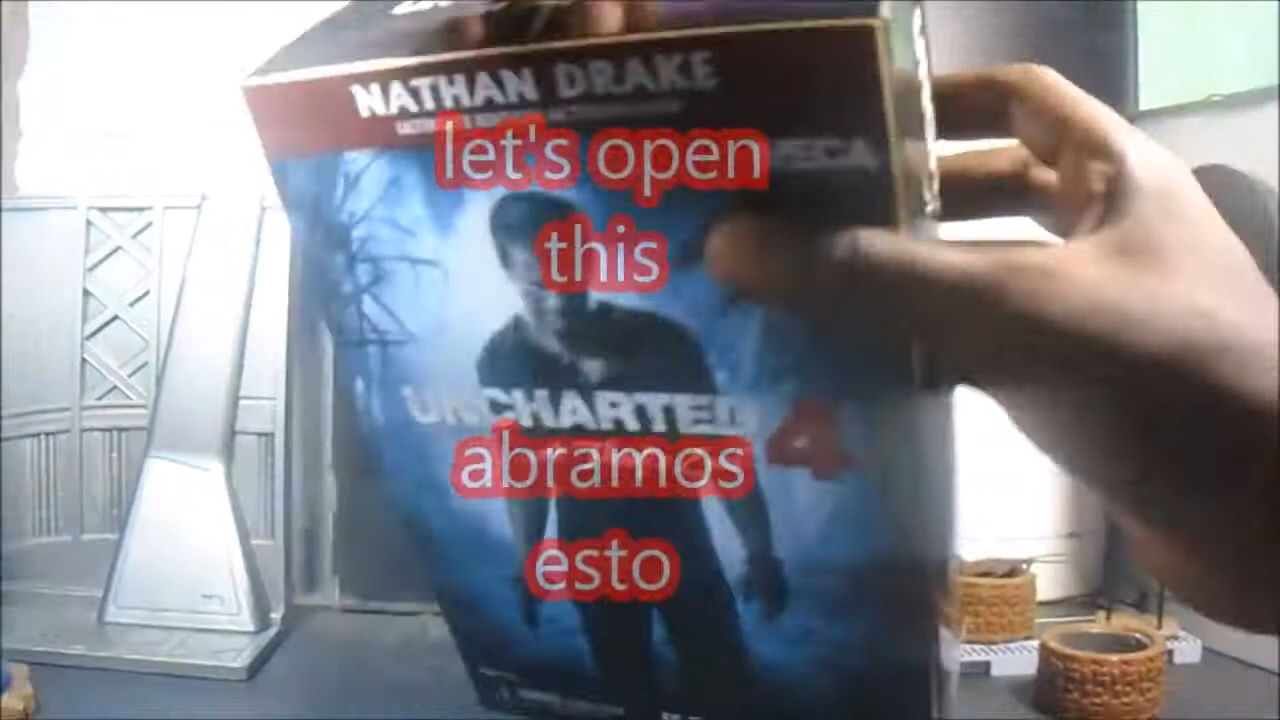 NATHAN DRAKE
let's open
NECA
this
UNCHARTED 4
abramos
esto